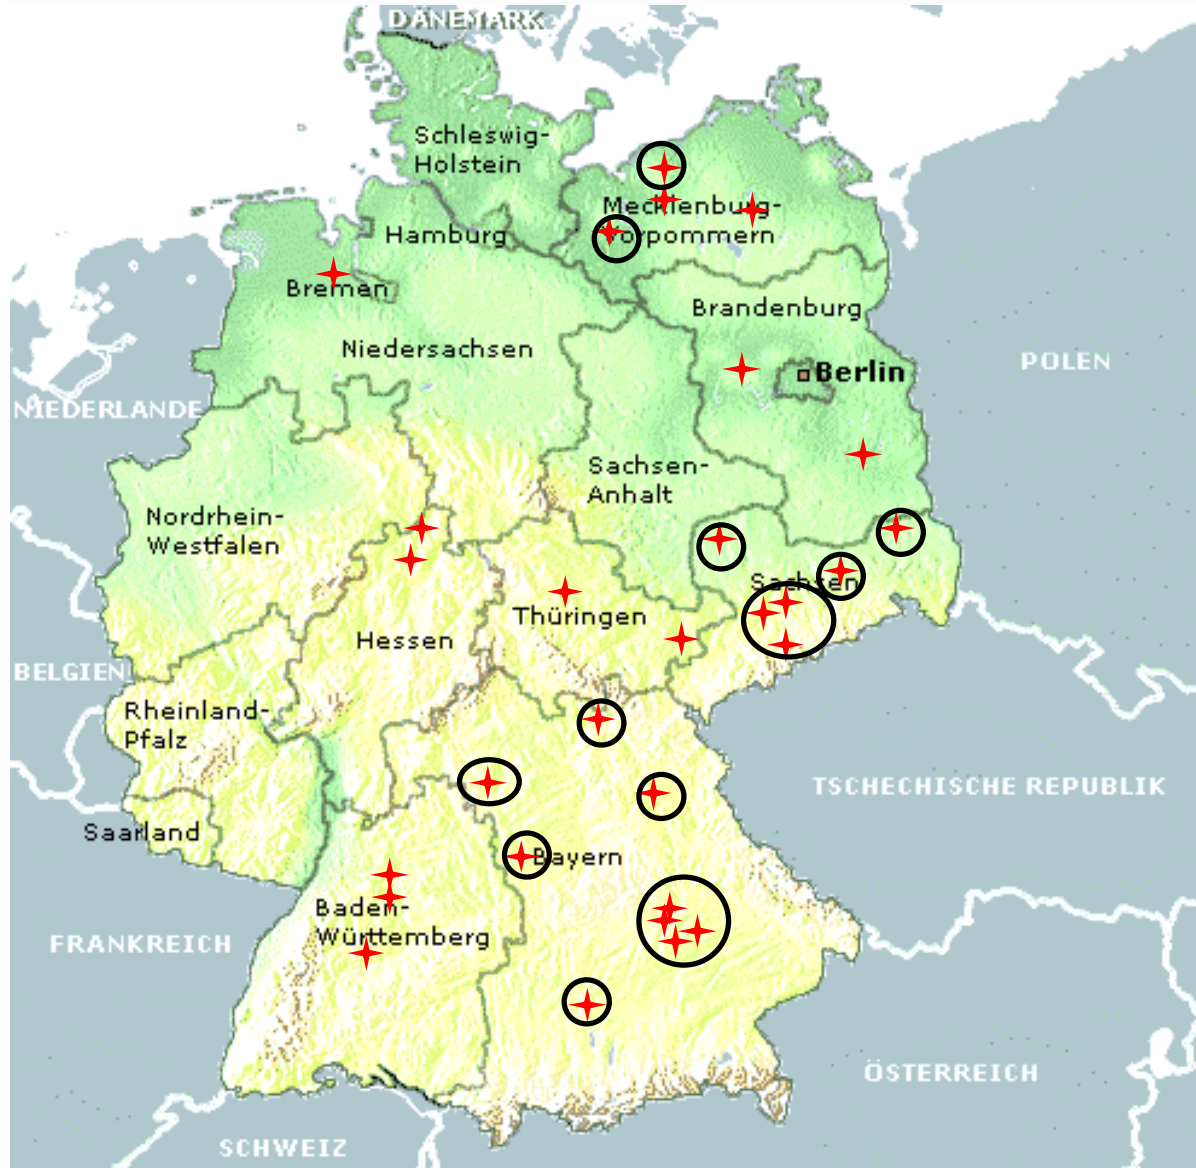 DÄNEMARK
Schleswig-
Holstein
Mecklenburg-
Vorpommern
Hamburg
Bremen
Brandenburg
Niedersachsen
Berlin
POLEN
NIEDERLANDE
Sachsen-
Anhalt
Nordrhein-
Westfalen
Sachsen
Thüringen
Hessen
BELGIEN
Rheinland-
Pfalz
TSCHECHISCHE REPUBLIK
Saarland
Bayern
Baden-
Württemberg
FRANKREICH
ÖSTERREICH
SCHWEIZ